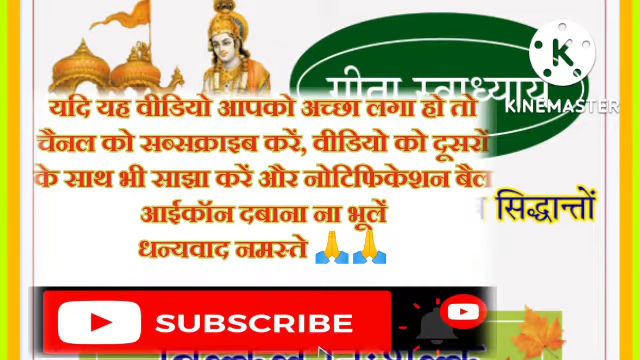 गीता स्वाध्याय
KINEMASTER
यदि यह वीडियो आपको अच्छा लगा हो तो
चैनल को सब्सक्राइब करें, वीडियो को दूसरों
के साथ भी साझा करें और नोटिफिकेशन बैल
आईकॉन दबाना ना भूलें
धन्यवाद नमस्ते 🙏🙏
सिद्धान्तों
SUBSCRIBE